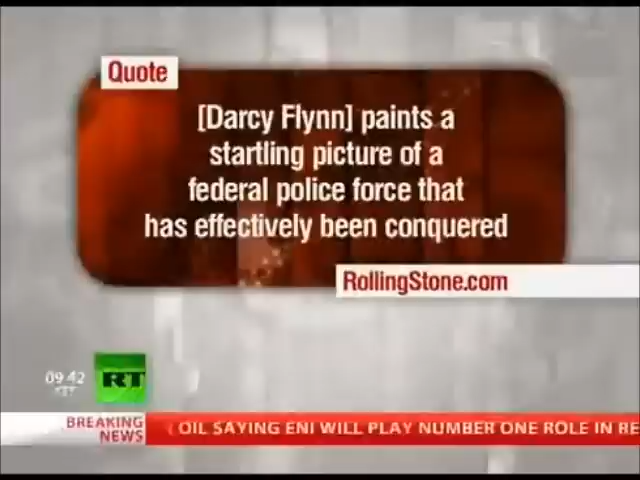 Quote
[Darcy Flynn] paints a
startling picture of a
federal police force that
has effectively been conquered
RollingStone.com
09:42
RT
BREAKING
NEWS
OIL SAYING ENI WILL PLAY NUMBER ONE ROLE IN RE